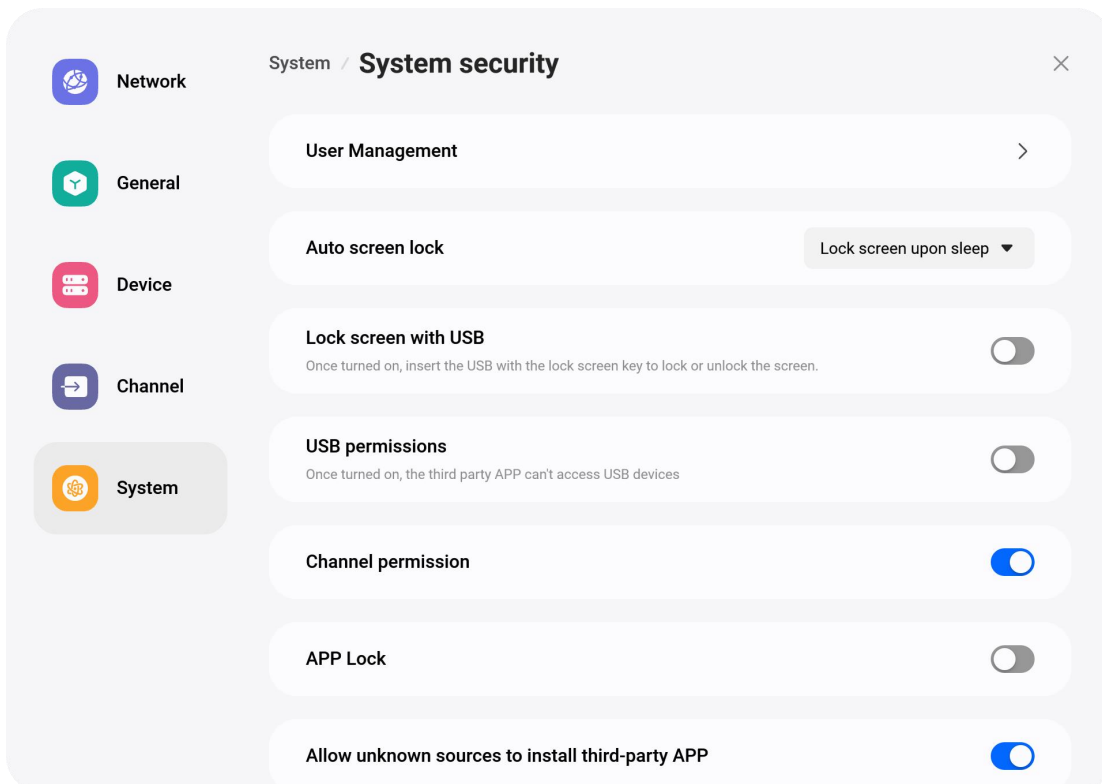 Network
General
Device
Channel
System
System / System security
User Management
Auto screen lock
Lock screen upon sleep
Lock screen with USB
Once turned on, insert the USB with the lock screen key to lock or unlock the screen.
USB permissions
Once turned on, the third party APP can't access USB devices
Channel permission
APP Lock
Allow unknown sources to install third-party APP